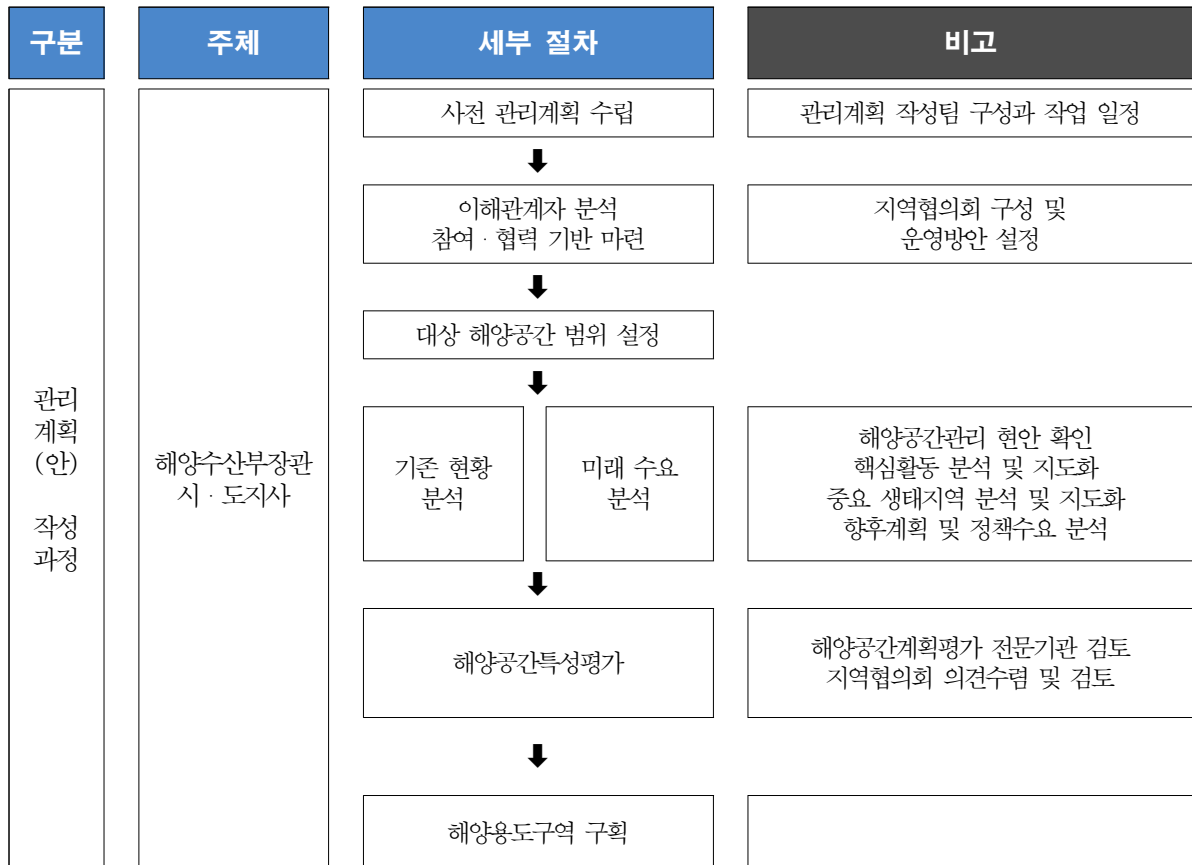 구분
주체
세부 절차
비고
관리
계획
(안)
작성
과정
해양수산부장관
시 · 도지사
사전 관리계획 수립
관리계획 작성팀 구성과 작업 일정
이해관계자 분석
참여 · 협력 기반 마련
지역협의회 구성 및
운영방안 설정
대상 해양공간 범위 설정
기존 현황
분석
미래 수요
분석
해양공간관리 현안 확인
핵심활동 분석 및 지도화
중요 생태지역 분석 및 지도화
향후계획 및 정책수요 분석
해양공간특성평가
해양공간계획평가 전문기관 검토
지역협의회 의견수렴 및 검토
해양용도구역 구획